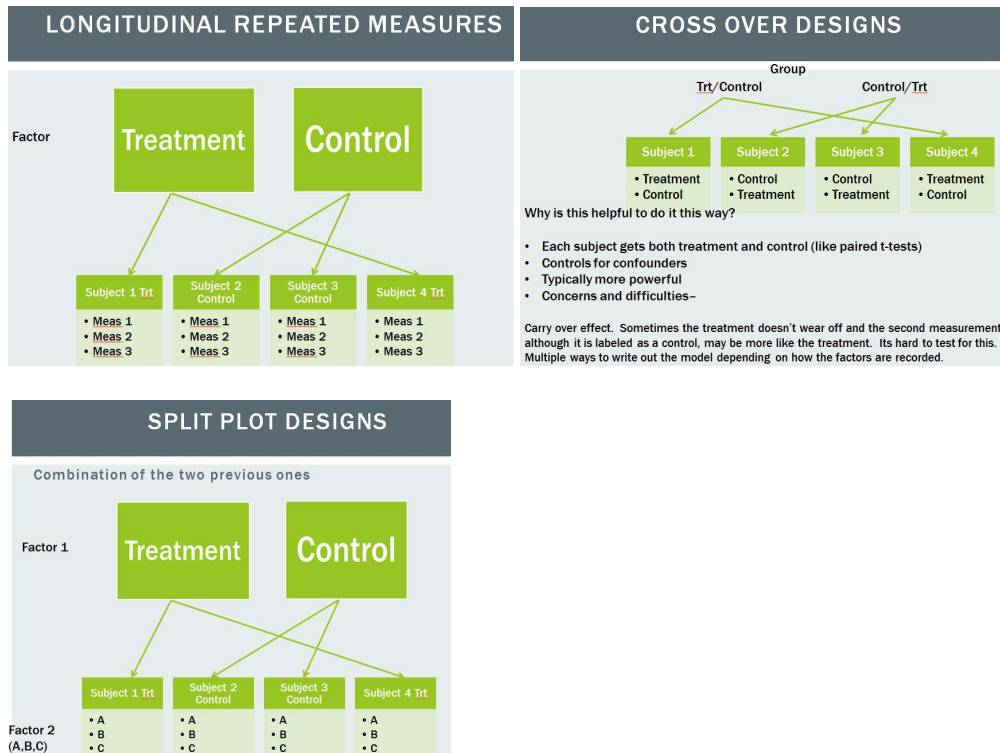 LONGITUDINAL REPEATED MEASURES
Factor
Treatment
Control
Subject 1 Trt
Subject 2
Control
Subject 3
Control
Subject 4 Trt
• Meas 1
• Meas 2
• Meas 3
• Meas 1
• Meas 2
• Meas 3
• Meas 1
• Meas 2
• Meas 3
• Meas 1
• Meas 2
• Meas 3
CROSS OVER DESIGNS
Group
Trt/Control
Control/Trt
Subject 1
Subject 2
Subject 3
Subject 4
• Treatment
• Control
• Control
• Treatment
• Control
• Treatment
• Treatment
• Control
Why is this helpful to do it this way?
• Each subject gets both treatment and control (like paired t-tests)
• Controls for confounders
• Typically more powerful
• Concerns and difficulties–
Carry over effect. Sometimes the treatment doesn't wear off and the second measurement
although it is labeled as a control, may be more like the treatment. Its hard to test for this.
Multiple ways to write out the model depending on how the factors are recorded.
SPLIT PLOT DESIGNS
Combination of the two previous ones
Factor 1
Treatment
Control
Subject 1 Trt
Subject 2
Control
Subject 3
Control
Subject 4 Trt
Factor 2
(A,B,C)
• A
• B
• C
• A
• B
• C
• A
• B
• C
• A
• B
• C